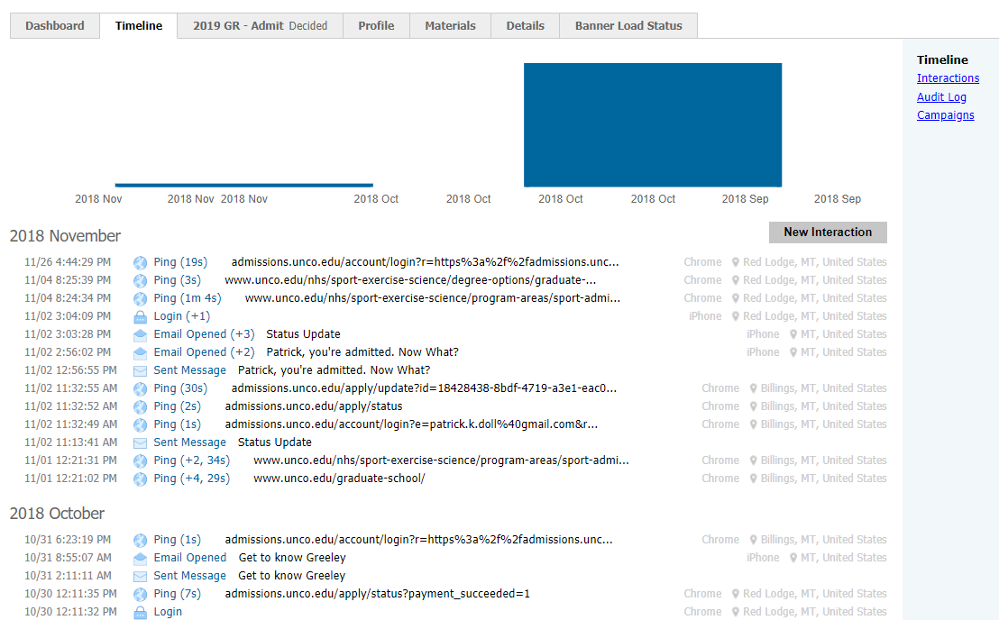 Dashboard Timeline 2019 GR - Admit Decided Profile Materials Details Banner Load Status
Timeline
Interactions
Audit Log
Campaigns
2018 Nov 2018 Nov 2018 Nov 2018 Oct 2018 Oct 2018 Oct 2018 Oct 2018 Sep 2018 Sep
2018 November New Interaction
11/26 4:44:29 PM Ping (19s) admissions.unco.edu/account/login?r=https%3a%2f%2fadmissions.unc... Chrome Red Lodge, MT, United States
11/04 8:25:39 PM Ping (3s) www.unco.edu/nhs/sport-exercise-science/degree-options/graduate-... Chrome Red Lodge, MT, United States
11/04 8:24:34 PM Ping (1m 4s) www.unco.edu/nhs/sport-exercise-science/program-areas/sport-admi... Chrome Red Lodge, MT, United States
11/02 3:04:09 PM Login (+1) iPhone Red Lodge, MT, United States
11/02 3:03:28 PM Email Opened (+3) Status Update iPhone MT, United States
11/02 2:56:02 PM Email Opened (+2) Patrick, you're admitted. Now What? iPhone MT, United States
11/02 12:56:55 PM Sent Message Patrick, you're admitted. Now What?
11/02 11:32:55 AM Ping (30s) admissions.unco.edu/apply/update?id=18428438-8bdf-4719-a3e1-eac0... Chrome Billings, MT, United States
11/02 11:32:52 AM Ping (2s) admissions.unco.edu/apply/status Chrome Billings, MT, United States
11/02 11:32:49 AM Ping (1s) admissions.unco.edu/account/login?e=patrick.k.doll%40gmail.com&r... Chrome Billings, MT, United States
11/02 11:13:41 AM Sent Message Status Update
11/01 12:21:31 PM Ping (+2, 34s) www.unco.edu/nhs/sport-exercise-science/program-areas/sport-admi... Chrome Billings, MT, United States
11/01 12:21:02 PM Ping (+4, 29s) www.unco.edu/graduate-school/ Chrome Billings, MT, United States
2018 October
10/31 6:23:19 PM Ping (1s) admissions.unco.edu/account/login?r=https%3a%2f%2fadmissions.unc... Chrome Billings, MT, United States
10/31 8:55:07 AM Email Opened Get to know Greeley iPhone MT, United States
10/31 2:11:11 AM Sent Message Get to know Greeley
10/30 12:11:35 PM Ping (7s) admissions.unco.edu/apply/status?payment_succeeded=1 Chrome Red Lodge, MT, United States
10/30 12:11:32 PM Login Chrome Red Lodge, MT, United States